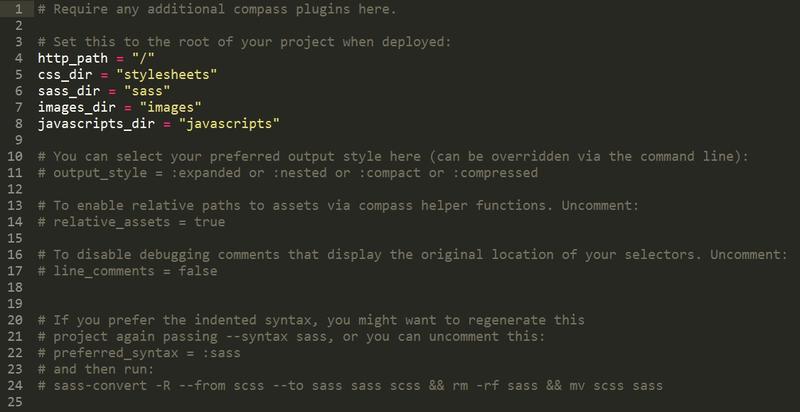 1 # Require any additional compass plugins here.
2
3 # Set this to the root of your project when deployed:
4 http_path = "/"
5 css_dir = "stylesheets"
6 sass_dir = "sass"
7 images_dir = "images"
8 javascripts_dir = "javascripts"
9
10 # You can select your preferred output style here (can be overridden via the command line):
11 # output_style = :expanded or :nested or :compact or :compressed
12
13 # To enable relative paths to assets via compass helper functions. Uncomment:
14 # relative_assets = true
15
16 # To disable debugging comments that display the original location of your selectors. Uncomment:
17 # line_comments = false
18
19
20 # If you prefer the indented syntax, you might want to regenerate this
21 # project again passing --syntax sass, or you can uncomment this:
22 # preferred_syntax = :sass
23 # and then run:
24 # sass-convert -R --from scss --to sass sass scss && rm -rf sass && mv scss sass
25